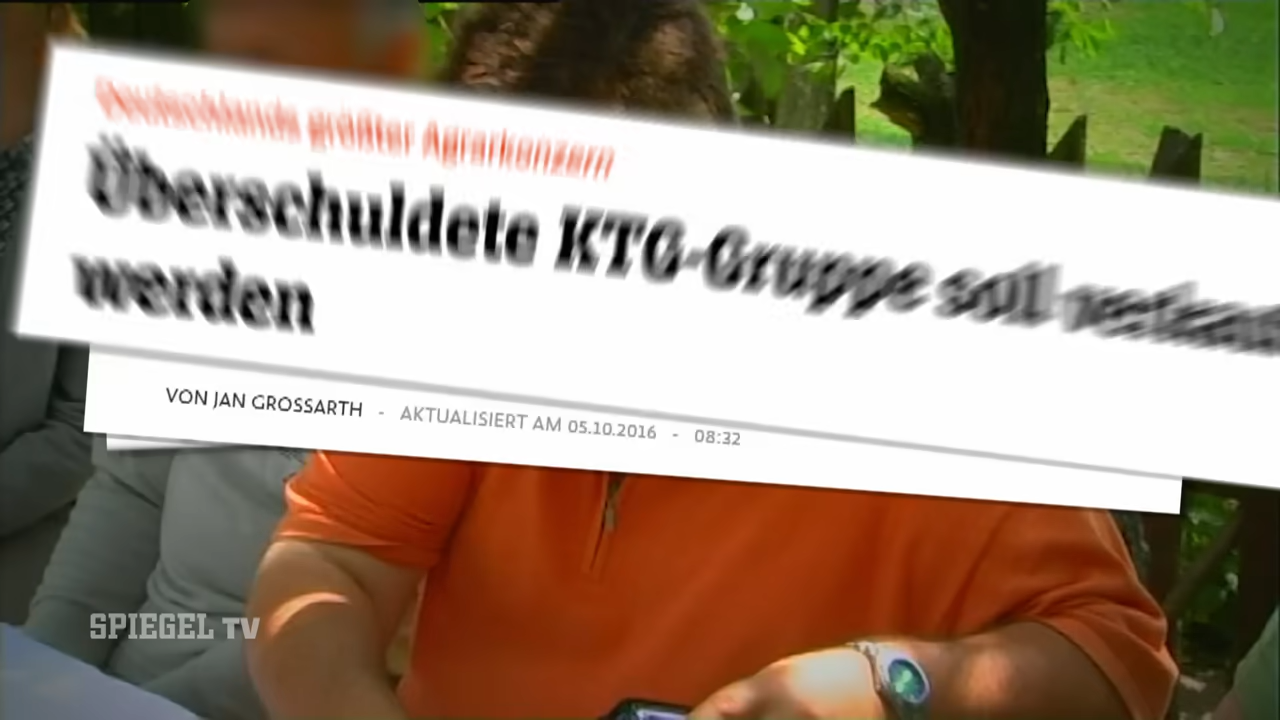 Deutschlands größter Agrarkonzern
Überschuldete KTG-Gruppe soll
werden
VON JAN GROSSARTH - AKTUALISIERT AM 05.10.2016 - 08:32
SPIEGEL TV